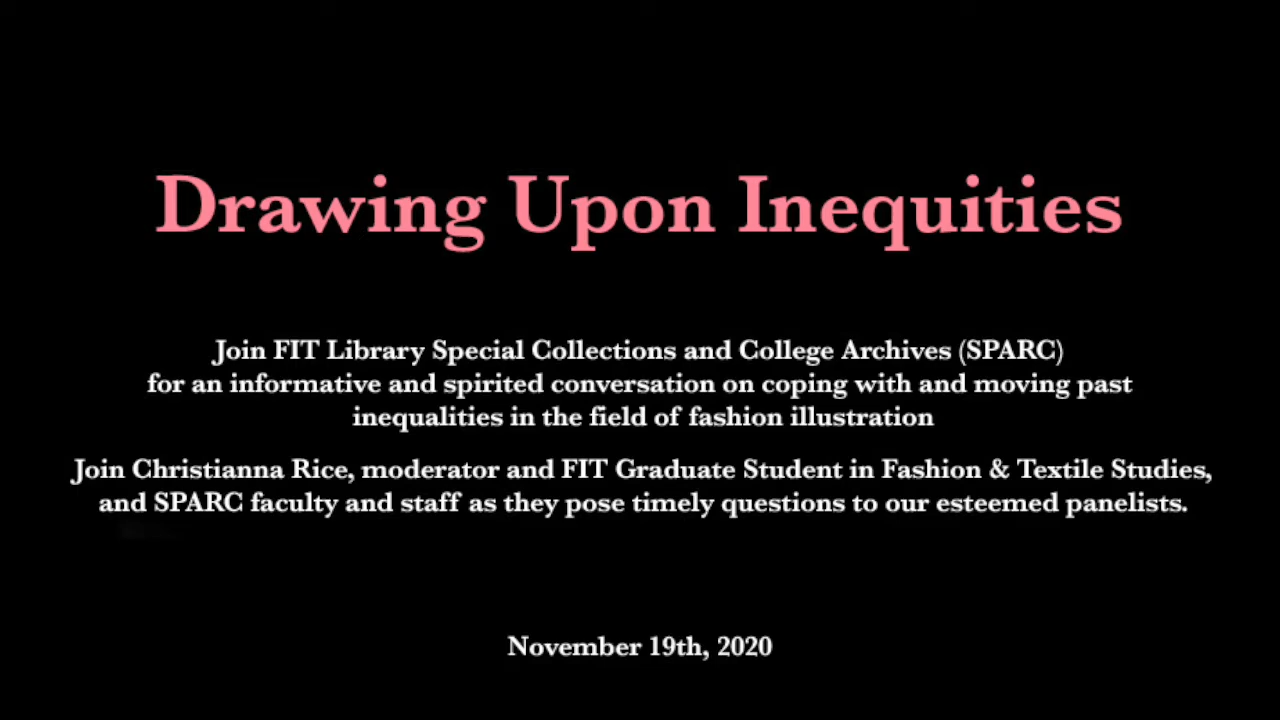 Drawing Upon Inequities
Join FIT Library Special Collections and College Archives (SPARC)
for an informative and spirited conversation on coping with and moving past
inequalities in the field of fashion illustration
Join Christianna Rice, moderator and FIT Graduate Student in Fashion & Textile Studies,
and SPARC faculty and staff as they pose timely questions to our esteemed panelists.
November 19th, 2020